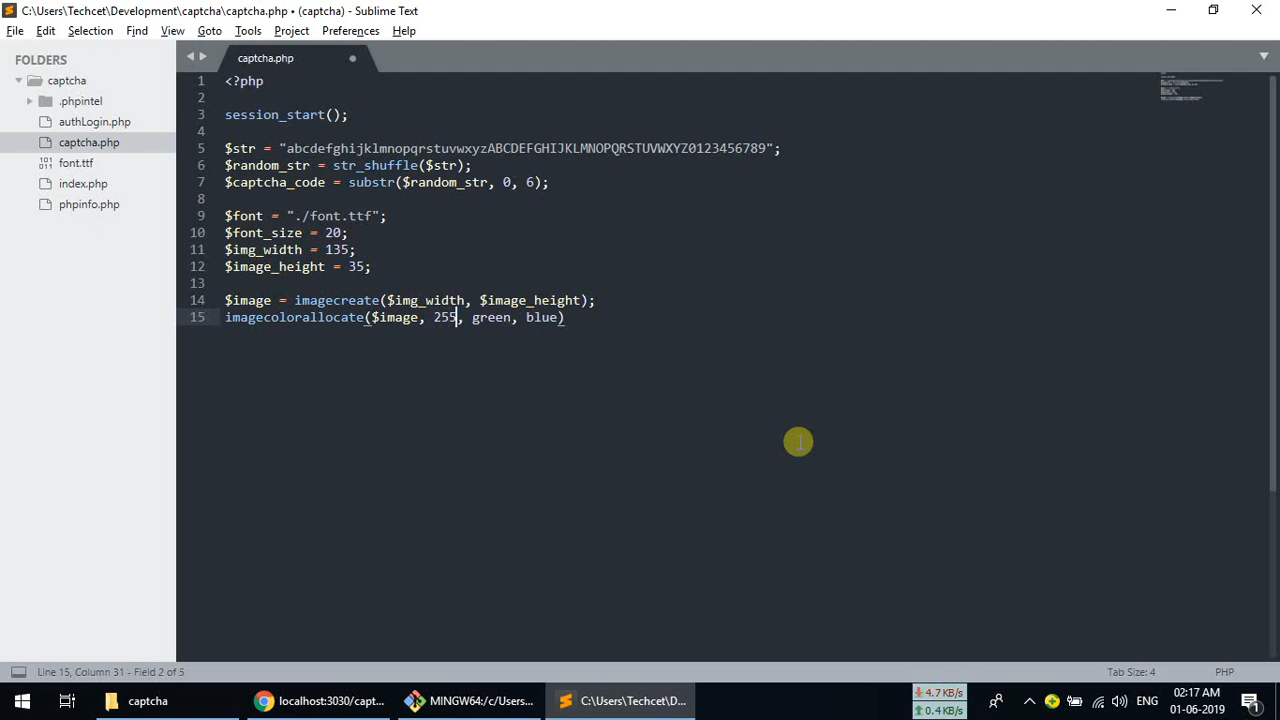 C:\Users\Techcet\Development\captcha\captcha.php • (captcha) - Sublime Text
File Edit Selection Find View Goto Tools Project Preferences Help
FOLDERS
captcha
.phpintel
authLogin.php
captcha.php
font.ttf
index.php
phpinfo.php
captcha.php
1 <?php
2
3 session_start();
4
5 $str = "abcdefghijklmnopqrstuvwxyzABCDEFGHIJKLMNOPQRSTUVWXYZ0123456789";
6 $random_str = str_shuffle($str);
7 $captcha_code = substr($random_str, 0, 6);
8
9 $font = "./font.ttf";
10 $font_size = 20;
11 $img_width = 135;
12 $image_height = 35;
13
14 $image = imagecreate($img_width, $image_height);
15 imagecolorallocate($image, 255, green, blue)
Line 15, Column 31 - Field 2 of 5
Tab Size: 4
PHP
captcha
localhost:3030/capt...
MINGW64:/c/Users...
C:\Users\Techcet\D...
4.7 KB/s
0.4 KB/s
ENG
02:17 AM
01-06-2019
1